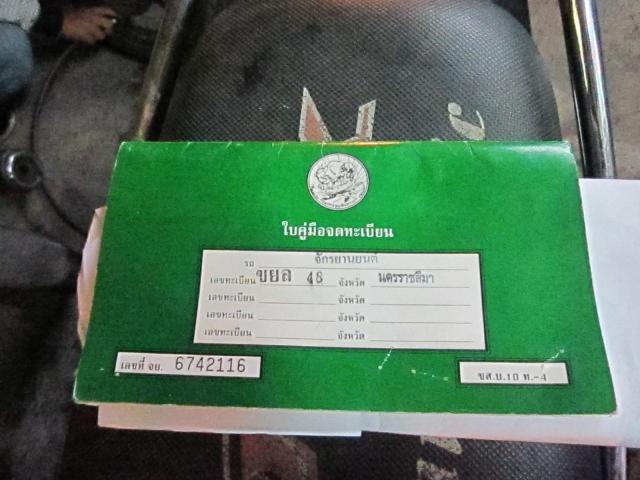 ใบคู่มือจดทะเบียน
รถ จักรยานยนต์
เลขทะเบียน ขยล 48 จังหวัด นครราชสีมา
เลขทะเบียน จังหวัด
เลขทะเบียน จังหวัด
เลขทะเบียน จังหวัด
เลขที่ จย. 6742116
ขส.บ.10 ท.-4